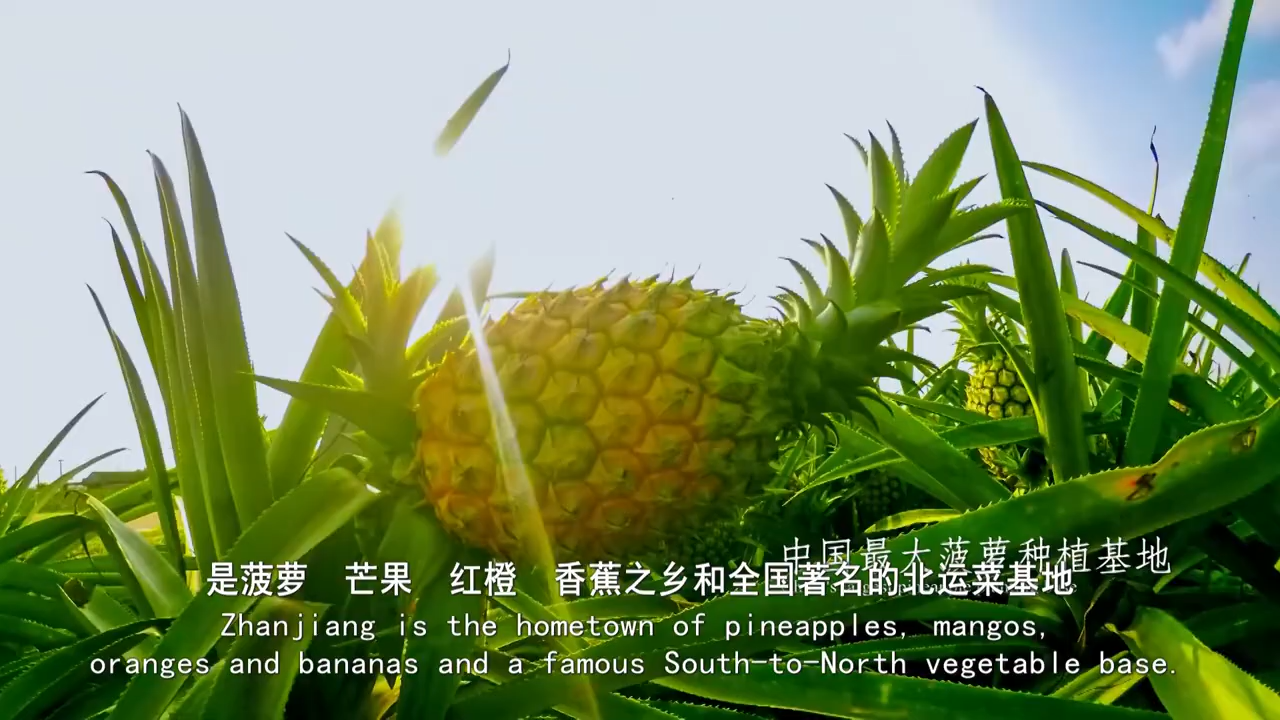 中国最大菠萝种植基地
是菠萝 芒果 红橙 香蕉之乡和全国著名的北运菜基地
Zhanjiang is the hometown of pineapples, mangos,
oranges and bananas and a famous South-to-North vegetable base.